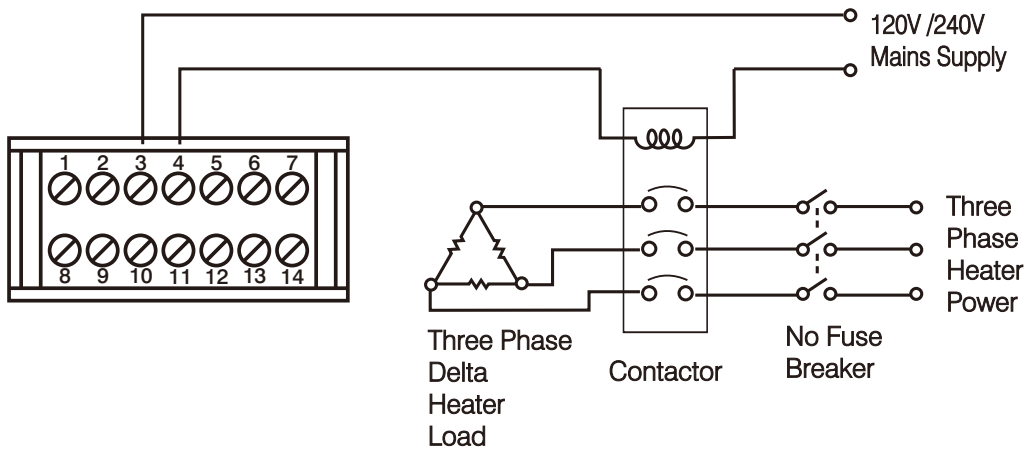 120V /240V
Mains Supply
1 2 3 4 5 6 7
8 9 10 11 12 13 14
Three
Phase
Heater
Power
No Fuse
Breaker
Contactor
Three Phase
Delta
Heater
Load